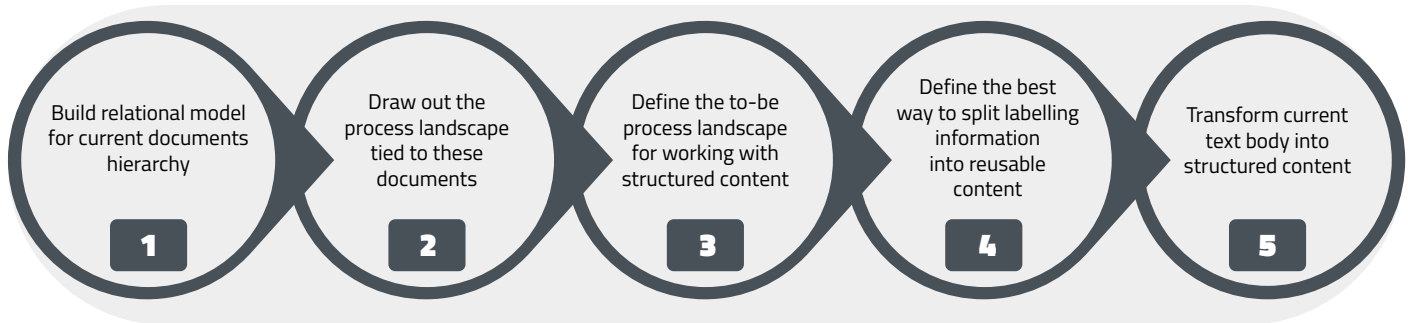 Build relational model
for current documents
hierarchy
1
Draw out the
process landscape
tied to these
documents
2
Define the to-be
process landscape
for working with
structured content
3
Define the best
way to split labelling
information
into reusable
content
4
Transform current
text body into
structured content
5